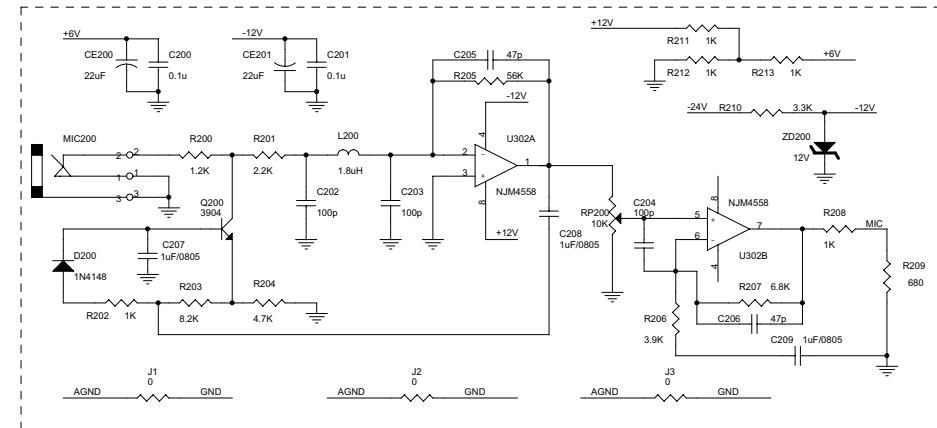 +6V
-12V
CE200
22uF
C200
0.1u
CE201
22uF
C201
0.1u
C205
47p
R205
56K
-12V
4
U302A
2
3
-
+
1
8
NJM4558
+12V
+12V
R211
1K
R212
1K
R213
1K
+6V
-24V
R210
3.3K
-12V
ZD200
12V
MIC200
2
2
1
1
3
3
R200
1.2K
R201
2.2K
L200
1.8uH
C202
100p
C203
100p
Q200
3904
C207
1uF/0805
D200
1N4148
R202
1K
R203
8.2K
R204
4.7K
C208
1uF/0805
RP200
10K
C204
100p
NJM4558
8
5
6
+
-
7
4
U302B
R208
1K
MIC
R209
680
R207
6.8K
C206
47p
R206
3.9K
C209
1uF/0805
J1
0
AGND
GND
J2
0
AGND
GND
J3
0
AGND
GND